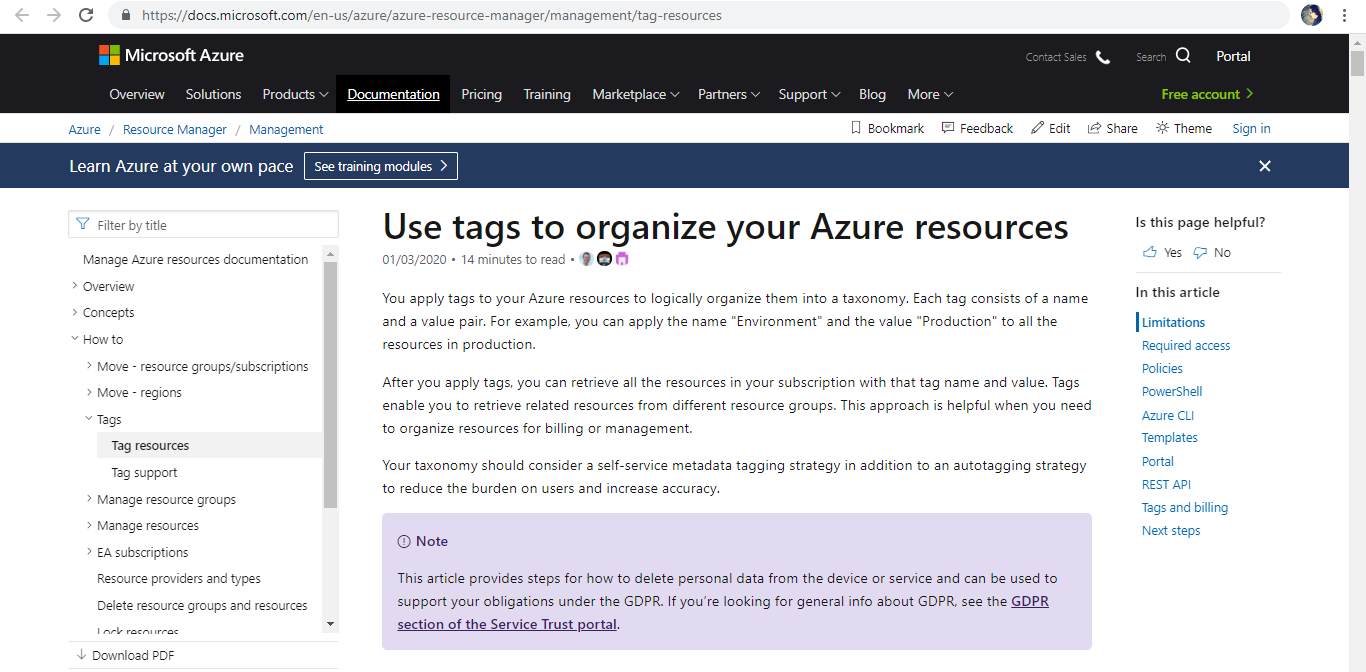 https://docs.microsoft.com/en-us/azure/azure-resource-manager/management/tag-resources
Microsoft Azure
Contact Sales
Search
Portal
Overview Solutions Products Documentation Pricing Training Marketplace Partners Support Blog More
Free account
Azure / Resource Manager / Management
Bookmark Feedback Edit Share Theme Sign in
Learn Azure at your own pace
See training modules
Filter by title
Manage Azure resources documentation
Overview
Concepts
How to
Move - resource groups/subscriptions
Move - regions
Tags
Tag resources
Tag support
Manage resource groups
Manage resources
EA subscriptions
Resource providers and types
Delete resource groups and resources
Lock resources
Download PDF
Use tags to organize your Azure resources
01/03/2020 • 14 minutes to read •
You apply tags to your Azure resources to logically organize them into a taxonomy. Each tag consists of a name
and a value pair. For example, you can apply the name "Environment" and the value "Production" to all the
resources in production.
After you apply tags, you can retrieve all the resources in your subscription with that tag name and value. Tags
enable you to retrieve related resources from different resource groups. This approach is helpful when you need
to organize resources for billing or management.
Your taxonomy should consider a self-service metadata tagging strategy in addition to an autotagging strategy
to reduce the burden on users and increase accuracy.
Note
This article provides steps for how to delete personal data from the device or service and can be used to
support your obligations under the GDPR. If you're looking for general info about GDPR, see the GDPR
section of the Service Trust portal.
Is this page helpful?
Yes No
In this article
Limitations
Required access
Policies
PowerShell
Azure CLI
Templates
Portal
REST API
Tags and billing
Next steps